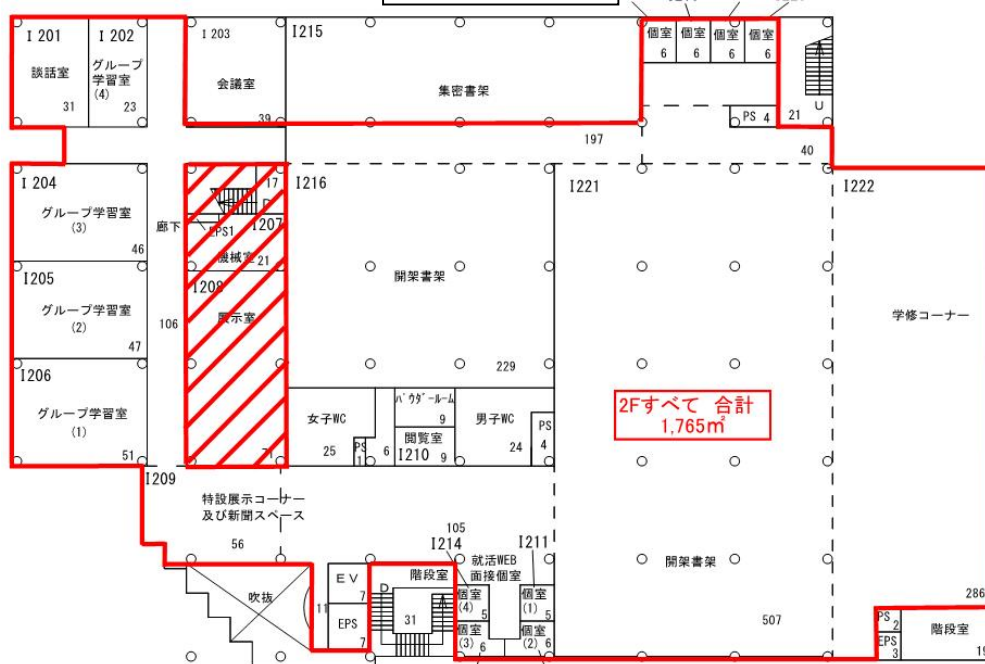 I 201
談話室
31
I 202
グループ
学習室
(4)
23
I 203
会議室
39
I215
集密書架
197
個室
6
個室
6
個室
6
個室
6
PS 4
21
U
40
I 204
グループ学習室
(3)
46
I205
グループ学習室
(2)
47
I206
グループ学習室
(1)
51
廊下
106
17
D
EPS1
I207
機械室
21
I208
展示室
71
I216
開架書架
229
女子WC
25
PS
1
6
パウダールーム
9
閲覧室
I210
9
男子WC
24
PS
4
I221
2Fすべて 合計
1,765㎡
開架書架
507
I222
学修コーナー
286
I209
特設展示コーナー
及び新聞スペース
56
105
吹抜
11
EV
7
EPS
7
階段室
D
31
I214
就活WEB
面接個室
I211
個室
(4)
5
個室
(3)
6
個室
(1)
5
個室
(2)
6
PS
2
EPS
3
階段室
19